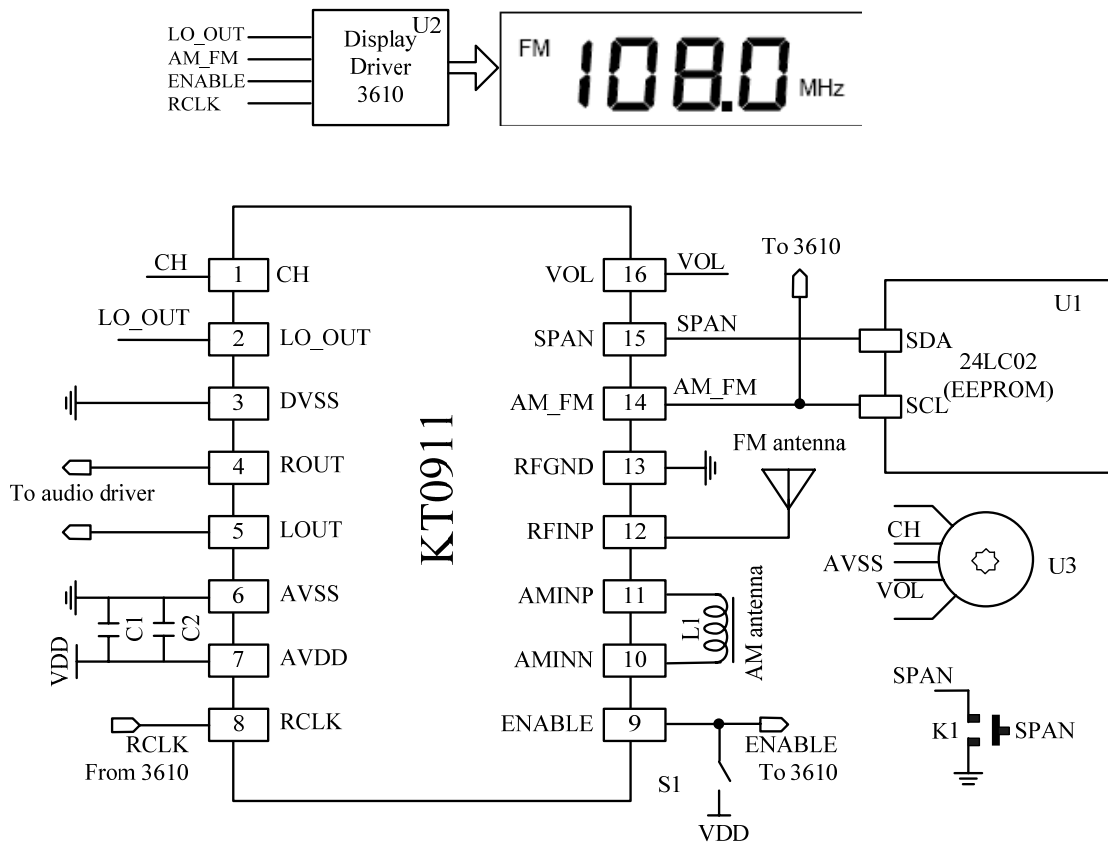 LO_OUT
AM_FM
ENABLE
RCLK
U2
Display
Driver
3610
FM
108.0
MHz
KT0911
CH
1
CH
LO_OUT
2
LO_OUT
3
DVSS
4
ROUT
To audio driver
5
LOUT
6
AVSS
C1
C2
VDD
7
AVDD
8
RCLK
RCLK
From 3610
VOL
16
VOL
SPAN
15
SPAN
AM_FM
14
AM_FM
To 3610
RFGND
13
FM antenna
RFINP
12
AMINP
11
L1
AM antenna
AMINN
10
ENABLE
9
ENABLE
To 3610
S1
VDD
U1
SDA
24LC02
(EEPROM)
SCL
CH
AVSS
VOL
U3
SPAN
K1
SPAN